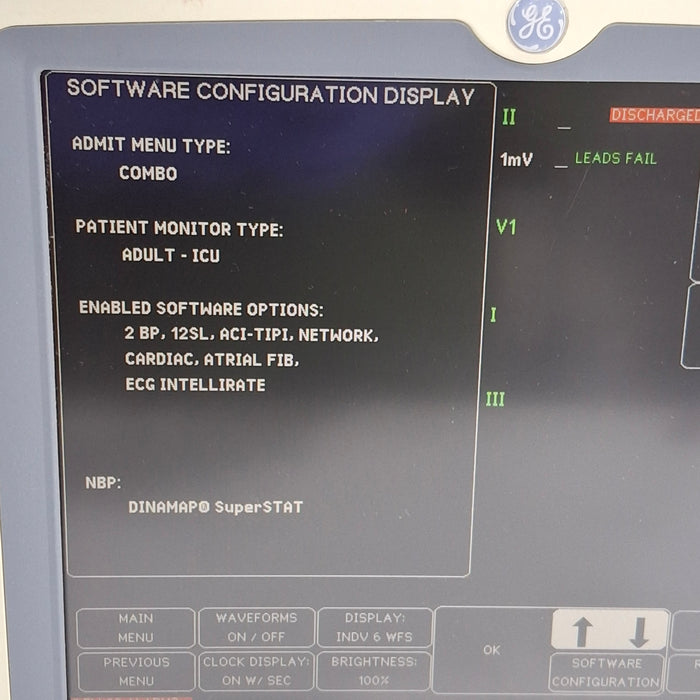 GE
SOFTWARE CONFIGURATION DISPLAY
ADMIT MENU TYPE:
COMBO
PATIENT MONITOR TYPE:
ADULT - ICU
ENABLED SOFTWARE OPTIONS:
2 BP, 12SL, ACI-TIPI, NETWORK,
CARDIAC, ATRIAL FIB,
ECG INTELLIRATE
NBP:
DINAMAP® SuperSTAT
II
DISCHARGED
1mV
LEADS FAIL
V1
I
III
MAIN
MENU
WAVEFORMS
ON / OFF
DISPLAY:
INDV 6 WFS
PREVIOUS
MENU
CLOCK DISPLAY:
ON W/ SEC
BRIGHTNESS:
100%
OK
SOFTWARE
CONFIGURATION